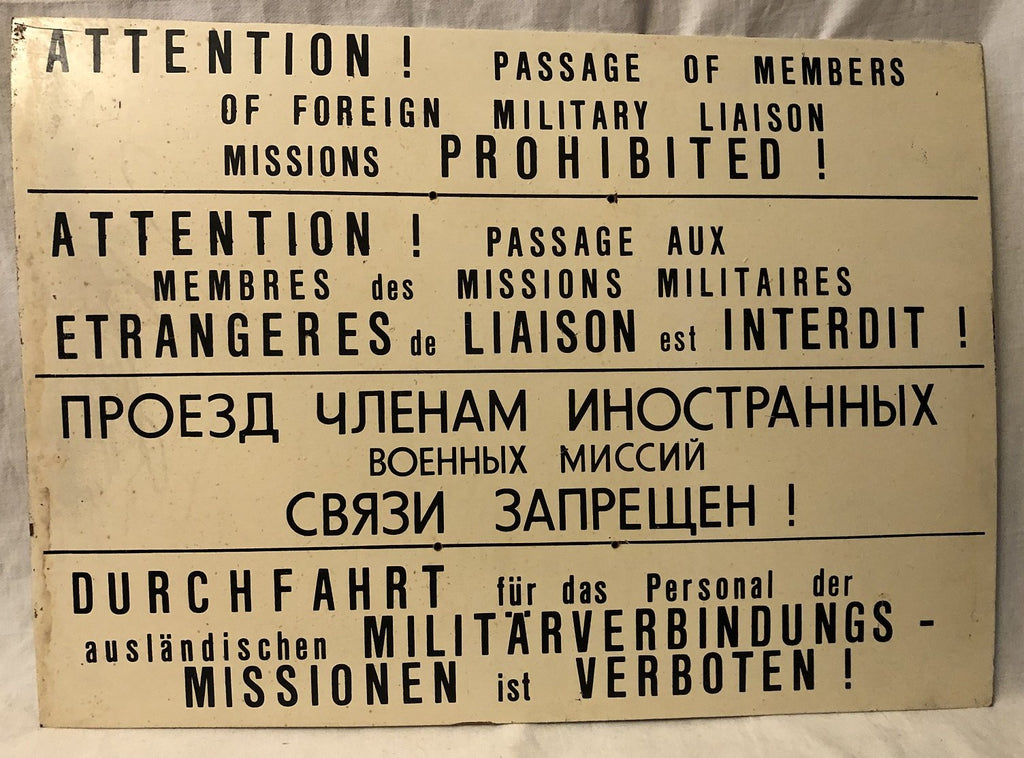 ATTENTION ! PASSAGE OF MEMBERS
OF FOREIGN MILITARY LIAISON
MISSIONS PROHIBITED !
ATTENTION ! PASSAGE AUX
MEMBRES des MISSIONS MILITAIRES
ETRANGERES de LIAISON est INTERDIT !
ПРОЕЗД ЧЛЕНАМ ИНОСТРАННЫХ
ВОЕННЫХ МИССИЙ
СВЯЗИ ЗАПРЕЩЕН !
DURCHFAHRT für das Personal der
ausländischen MILITÄRVERBINDUNGS -
MISSIONEN ist VERBOTEN !